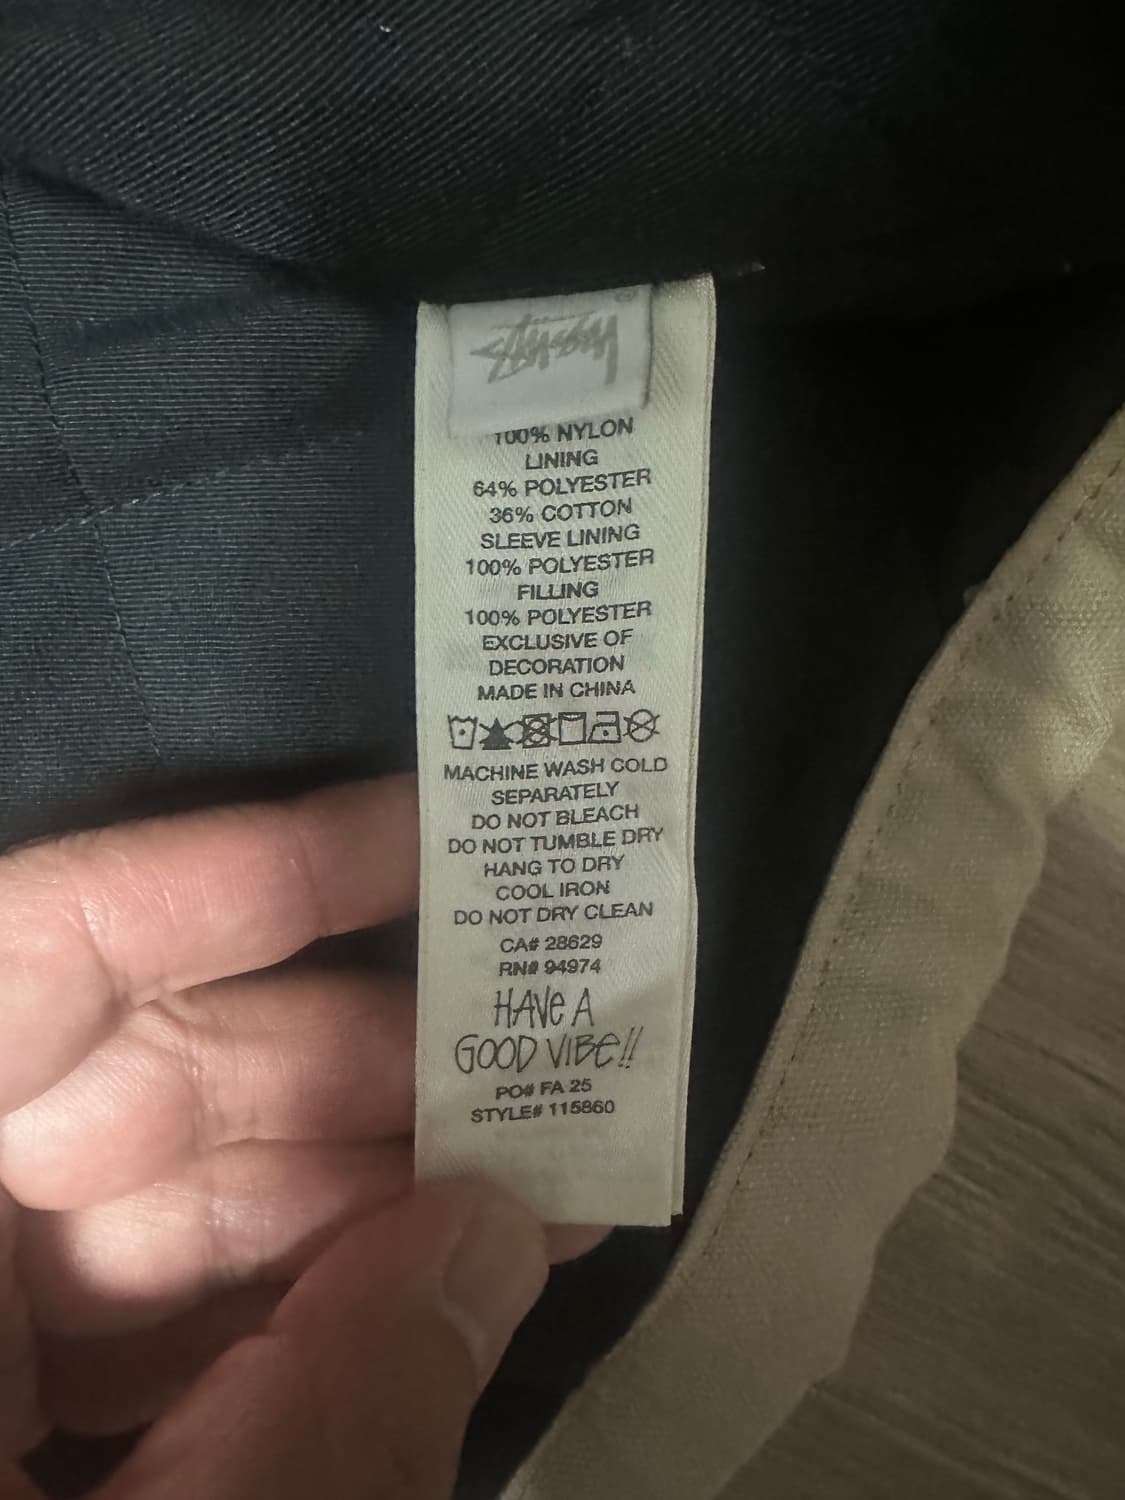 Stüssy
100% NYLON
LINING
64% POLYESTER
36% COTTON
SLEEVE LINING
100% POLYESTER
FILLING
100% POLYESTER
EXCLUSIVE OF
DECORATION
MADE IN CHINA
MACHINE WASH COLD
SEPARATELY
DO NOT BLEACH
DO NOT TUMBLE DRY
HANG TO DRY
COOL IRON
DO NOT DRY CLEAN
CA# 28629
RN# 94974
HAVE A
GOOD VIBE!!
PO# FA 25
STYLE# 115860